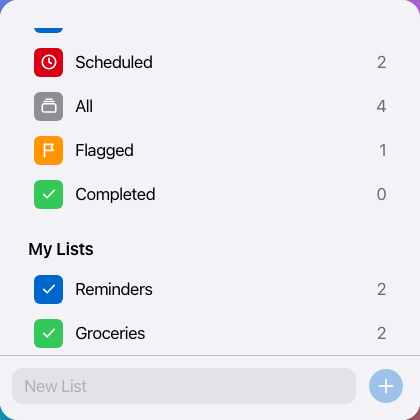 Scheduled 2
All 4
Flagged 1
Completed 0
My Lists
Reminders 2
Groceries 2
New List